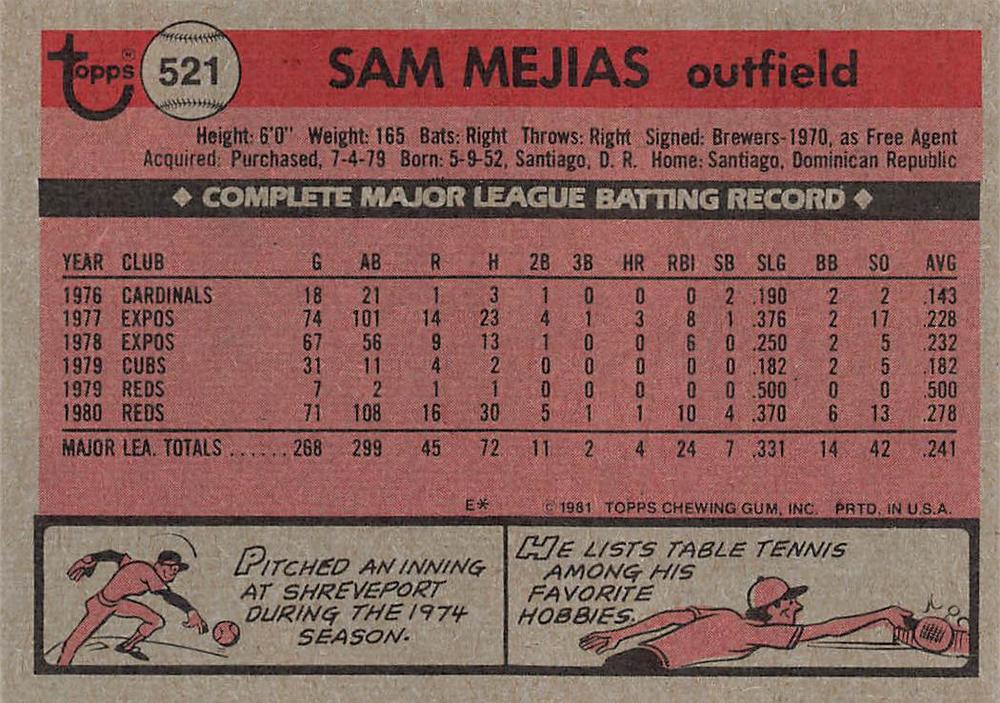 Topps® 521 SAM MEJIAS outfield
Height: 6'0" Weight: 165 Bats: Right Throws: Right Signed: Brewers-1970, as Free Agent
Acquired: Purchased, 7-4-79 Born: 5-9-52, Santiago, D. R. Home: Santiago, Dominican Republic
◆ COMPLETE MAJOR LEAGUE BATTING RECORD ◆
YEAR CLUB G AB R H 2B 3B HR RBI SB SLG BB SO AVG
1976 CARDINALS 18 21 1 3 1 0 0 0 2 .190 2 2 .143
1977 EXPOS 74 101 14 23 4 1 3 8 1 .376 2 17 .228
1978 EXPOS 67 56 9 13 1 0 0 6 0 .250 2 5 .232
1979 CUBS 31 11 4 2 0 0 0 0 0 .182 2 5 .182
1979 REDS 7 2 1 1 0 0 0 0 0 .500 0 0 .500
1980 REDS 71 108 16 30 5 1 1 10 4 .370 6 13 .278
MAJOR LEA. TOTALS ...... 268 299 45 72 11 2 4 24 7 .331 14 42 .241
E* © 1981 TOPPS CHEWING GUM, INC. PRTD. IN U.S.A.
PITCHED AN INNING
AT SHREVEPORT
DURING THE 1974
SEASON.
HE LISTS TABLE TENNIS
AMONG HIS
FAVORITE
HOBBIES.